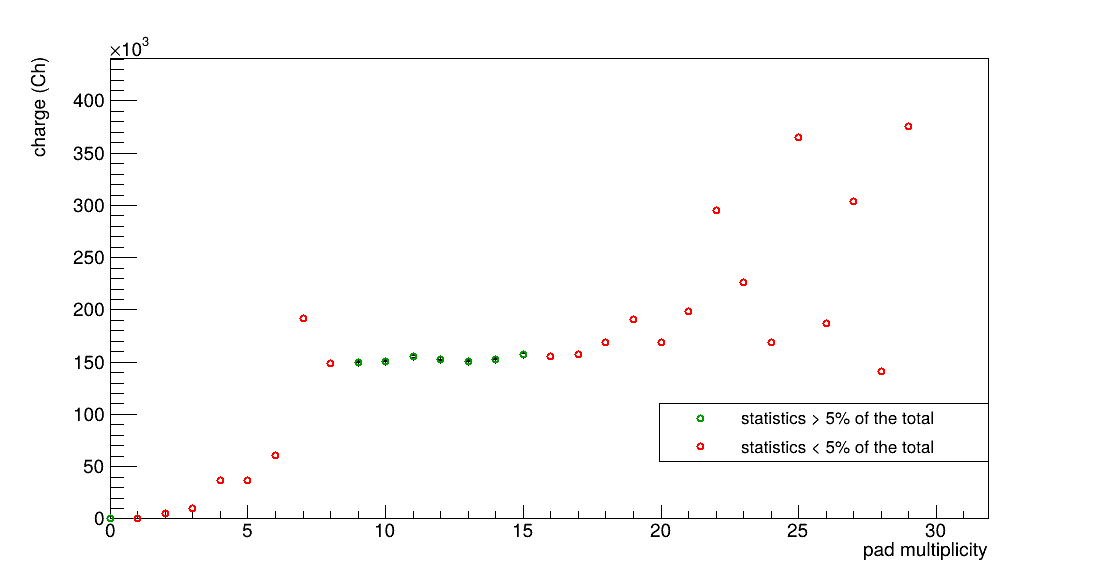 ×10³
charge (Ch)
400
350
300
250
200
150
100
50
0
statistics > 5% of the total
statistics < 5% of the total
0 5 10 15 20 25 30
pad multiplicity